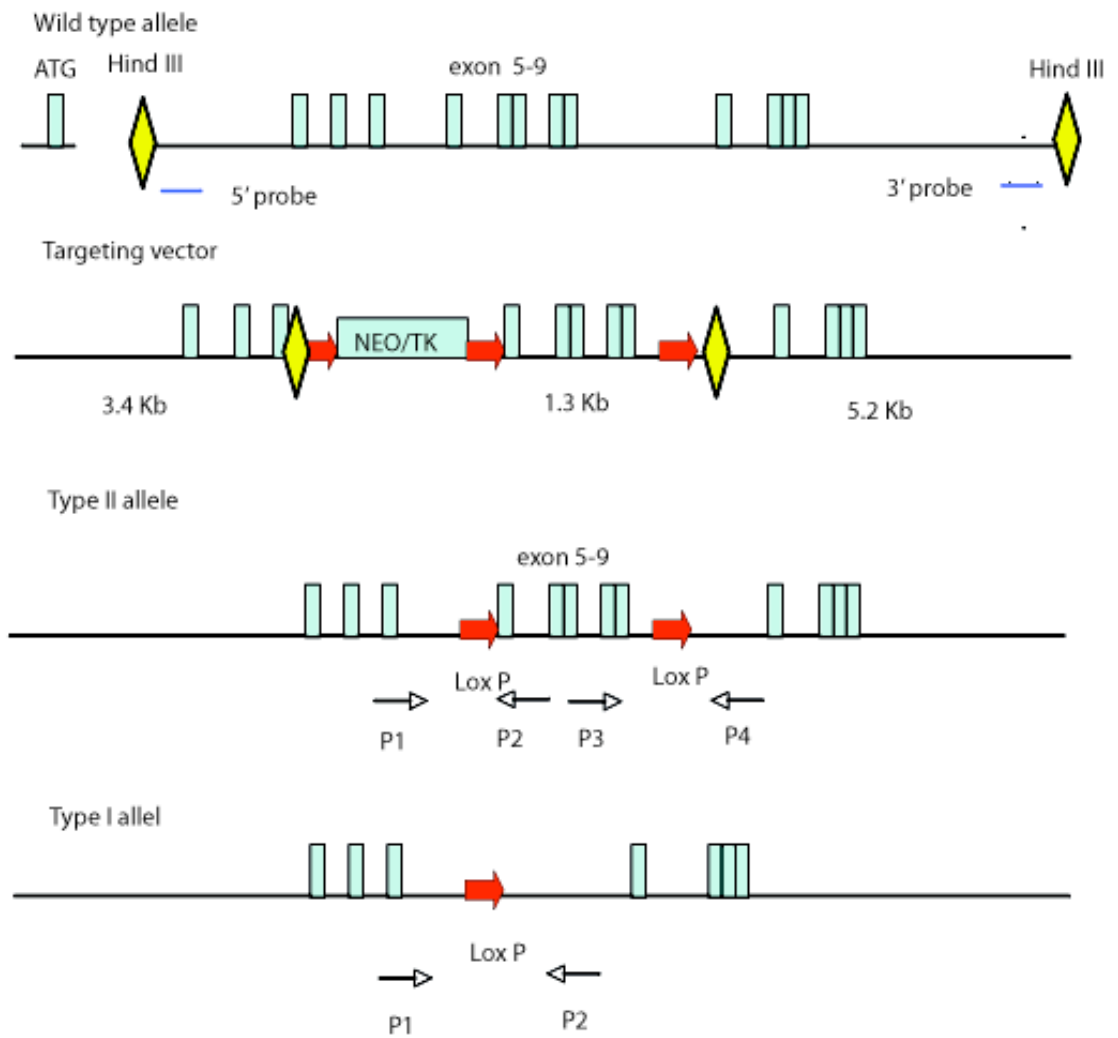 Wild type allele
ATG Hind III exon 5-9 Hind III
5' probe 3' probe
Targeting vector
NEO/TK
3.4 Kb 1.3 Kb 5.2 Kb
Type II allele
exon 5-9
Lox P Lox P
P1 P2 P3 P4
Type I allel
Lox P
P1 P2